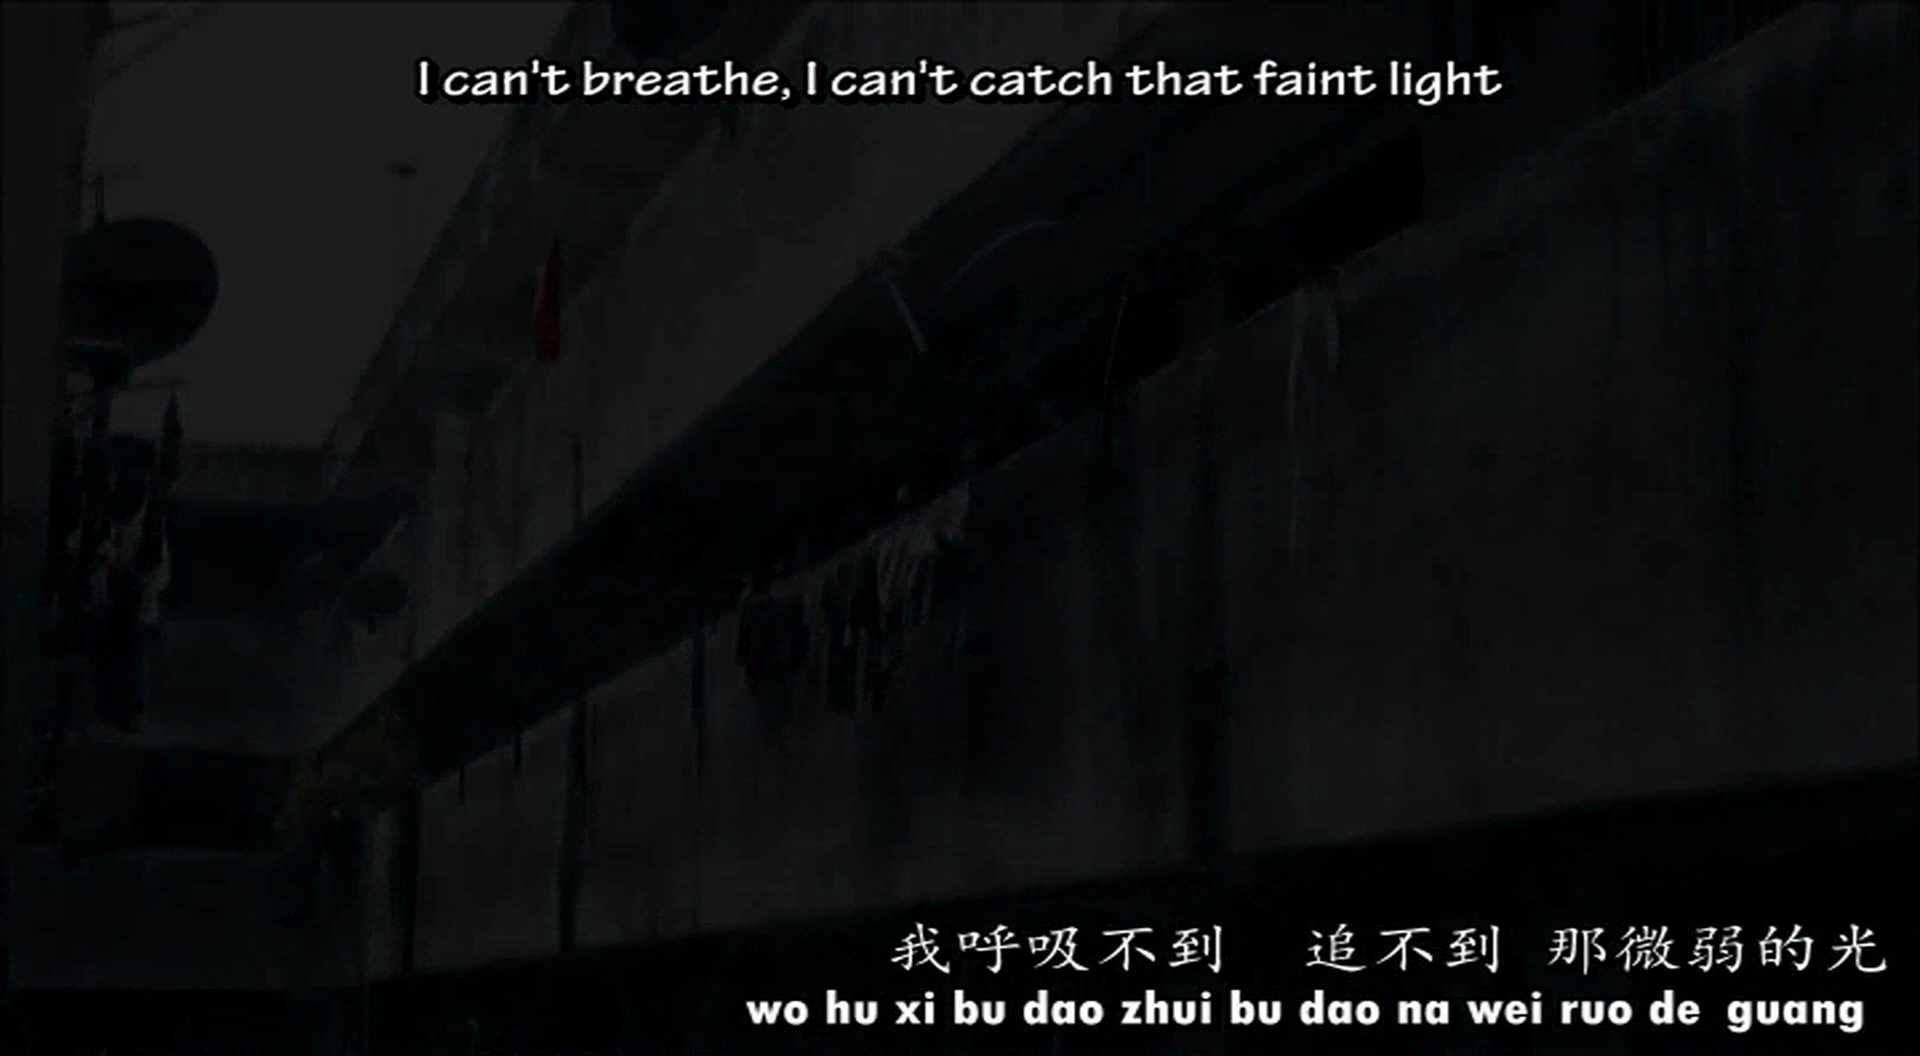 I can't breathe, I can't catch that faint light
我呼吸不到 追不到 那微弱的光
wo hu xi bu dao zhui bu dao na wei ruo de guang